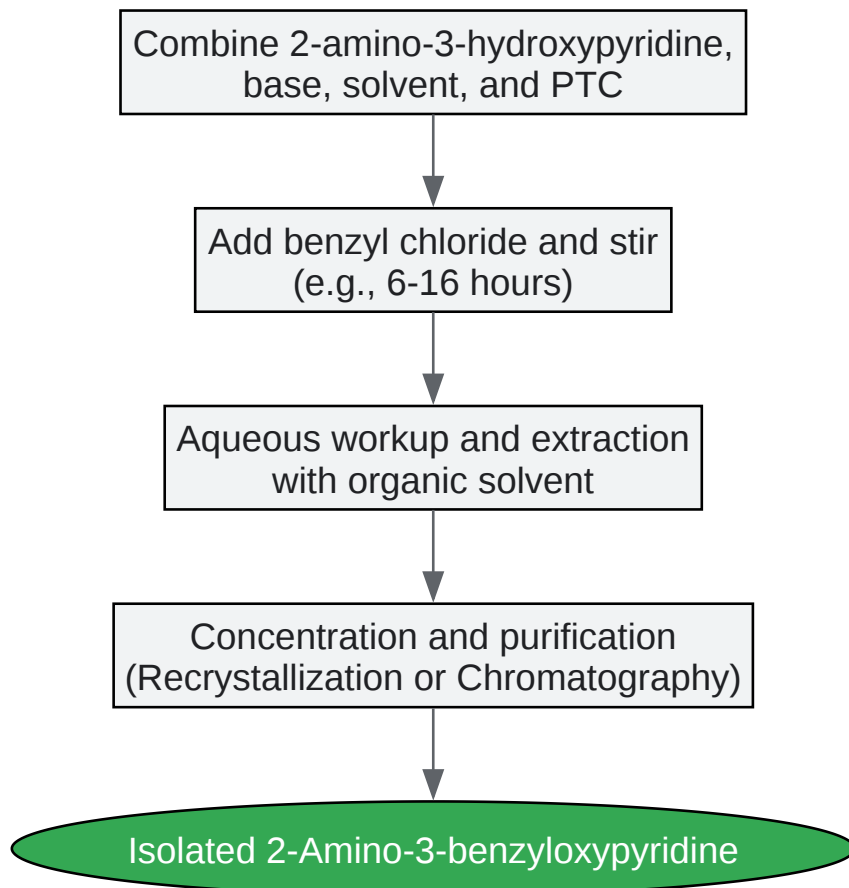 Combine 2-amino-3-hydroxypyridine,
base, solvent, and PTC
Add benzyl chloride and stir
(e.g., 6-16 hours)
Aqueous workup and extraction
with organic solvent
Concentration and purification
(Recrystallization or Chromatography)
Isolated 2-Amino-3-benzyloxypyridine